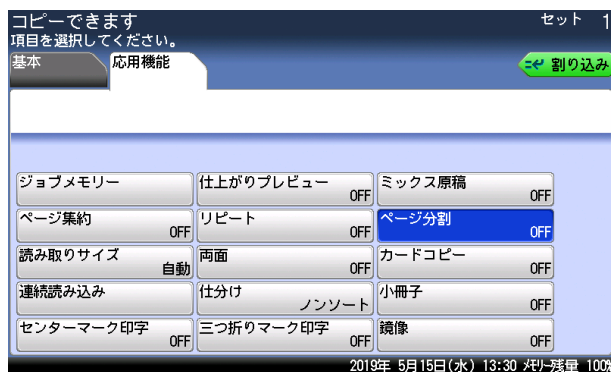 コピーできます
セット 1
項目を選択してください。
基本
応用機能
割り込み
ジョブメモリー
仕上がりプレビュー
OFF
ミックス原稿
OFF
ページ集約
OFF
リピート
OFF
ページ分割
OFF
読み取りサイズ
自動
両面
OFF
カードコピー
OFF
連続読み込み
仕分け
ノンソート
小冊子
OFF
センターマーク印字
OFF
三つ折りマーク印字
OFF
鏡像
OFF
2019年 5月15日(水) 13:30 メモリー残量 100%